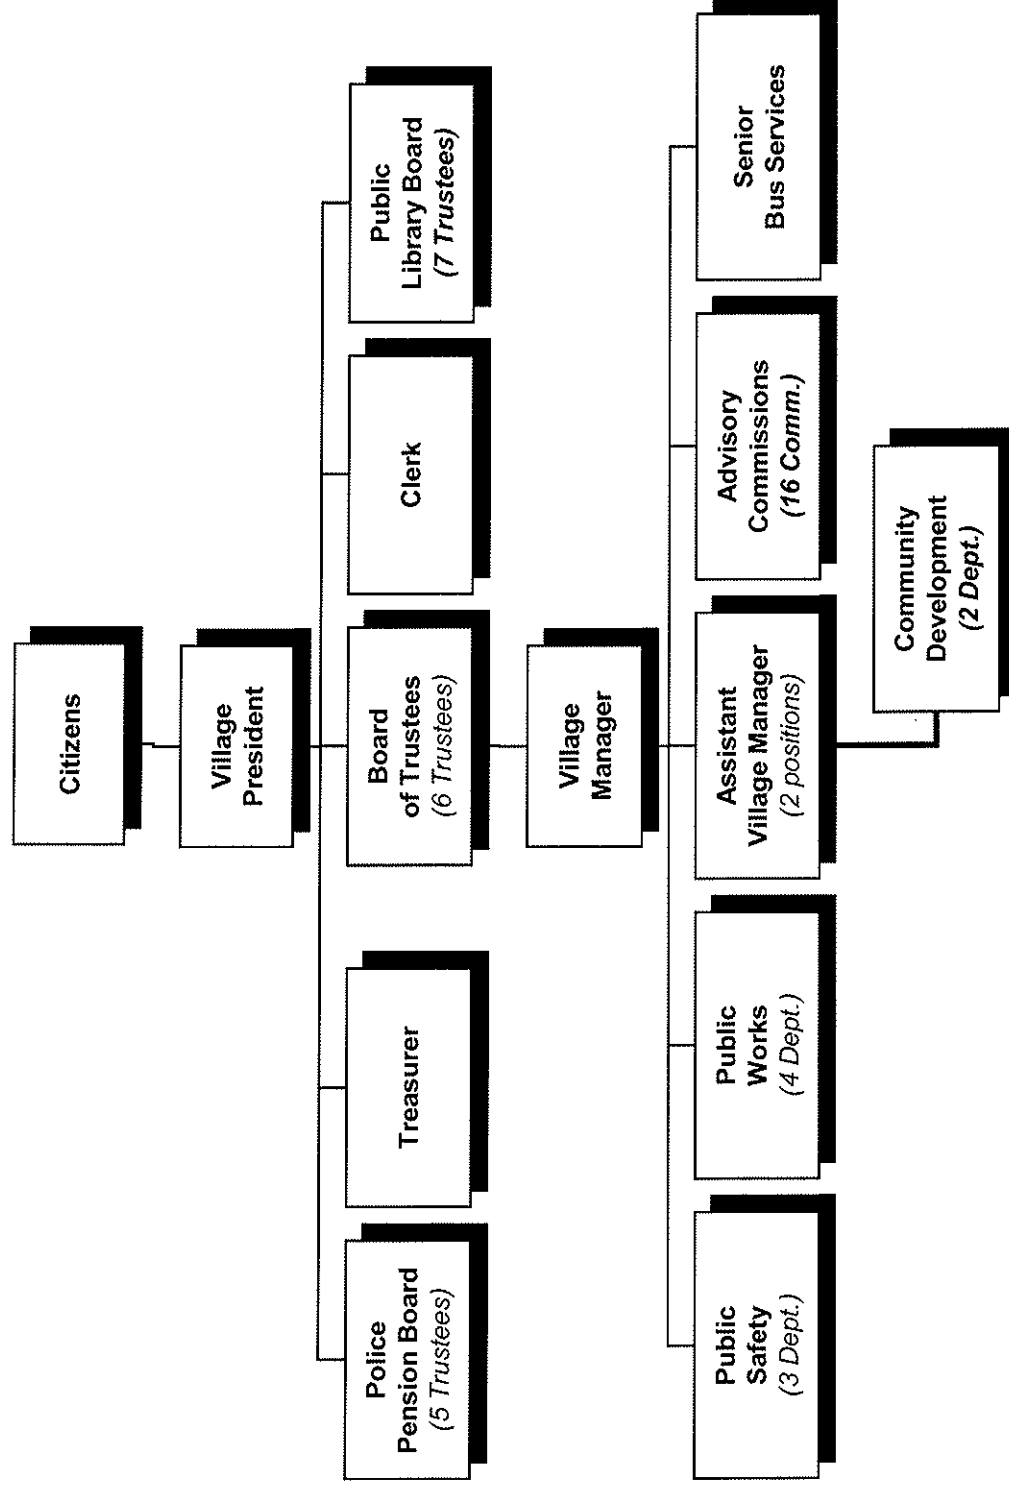 Citizens
Village
President
Police
Pension Board
(5 Trustees)
Treasurer
Board
of Trustees
(6 Trustees)
Clerk
Public
Library Board
(7 Trustees)
Village
Manager
Public
Safety
(3 Dept.)
Public
Works
(4 Dept.)
Assistant
Village Manager
(2 positions)
Advisory
Commissions
(16 Comm.)
Senior
Bus Services
Community
Development
(2 Dept.)